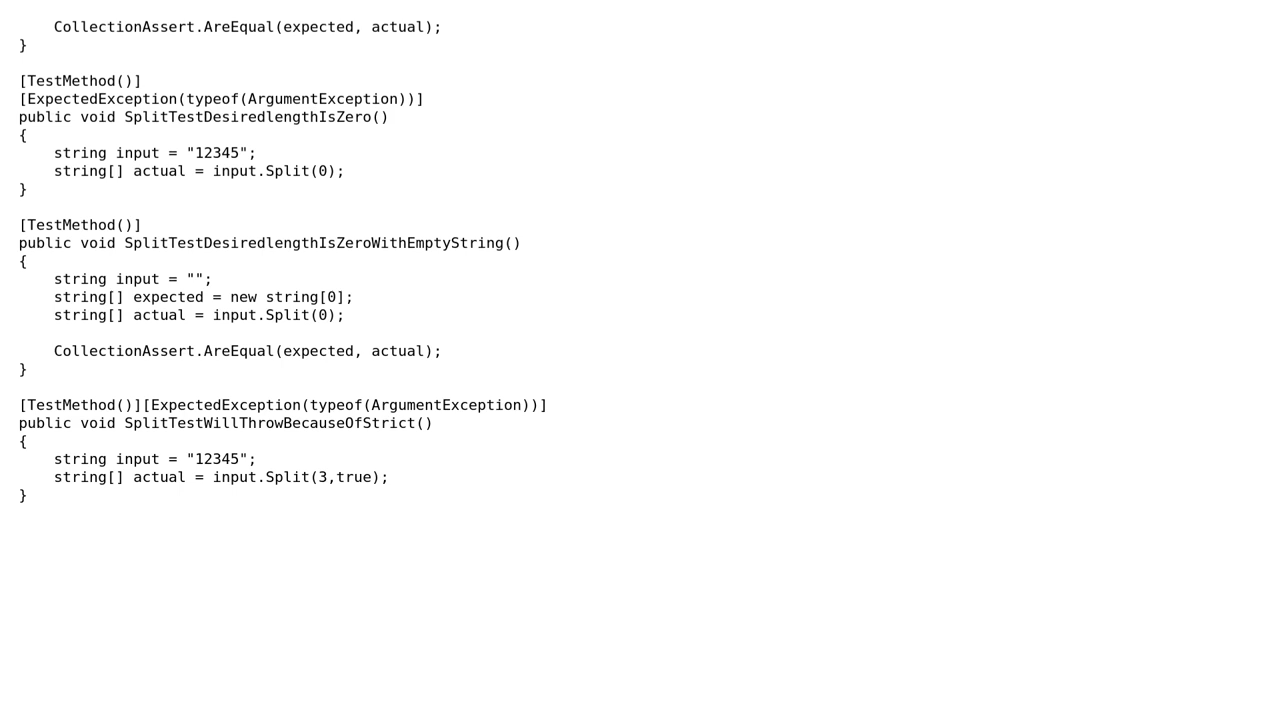 CollectionAssert.AreEqual(expected, actual);
}

[TestMethod()]
[ExpectedException(typeof(ArgumentException))]
public void SplitTestDesiredlengthIsZero()
{
    string input = "12345";
    string[] actual = input.Split(0);
}

[TestMethod()]
public void SplitTestDesiredlengthIsZeroWithEmptyString()
{
    string input = "";
    string[] expected = new string[0];
    string[] actual = input.Split(0);

    CollectionAssert.AreEqual(expected, actual);
}

[TestMethod()][ExpectedException(typeof(ArgumentException))]
public void SplitTestWillThrowBecauseOfStrict()
{
    string input = "12345";
    string[] actual = input.Split(3,true);
}